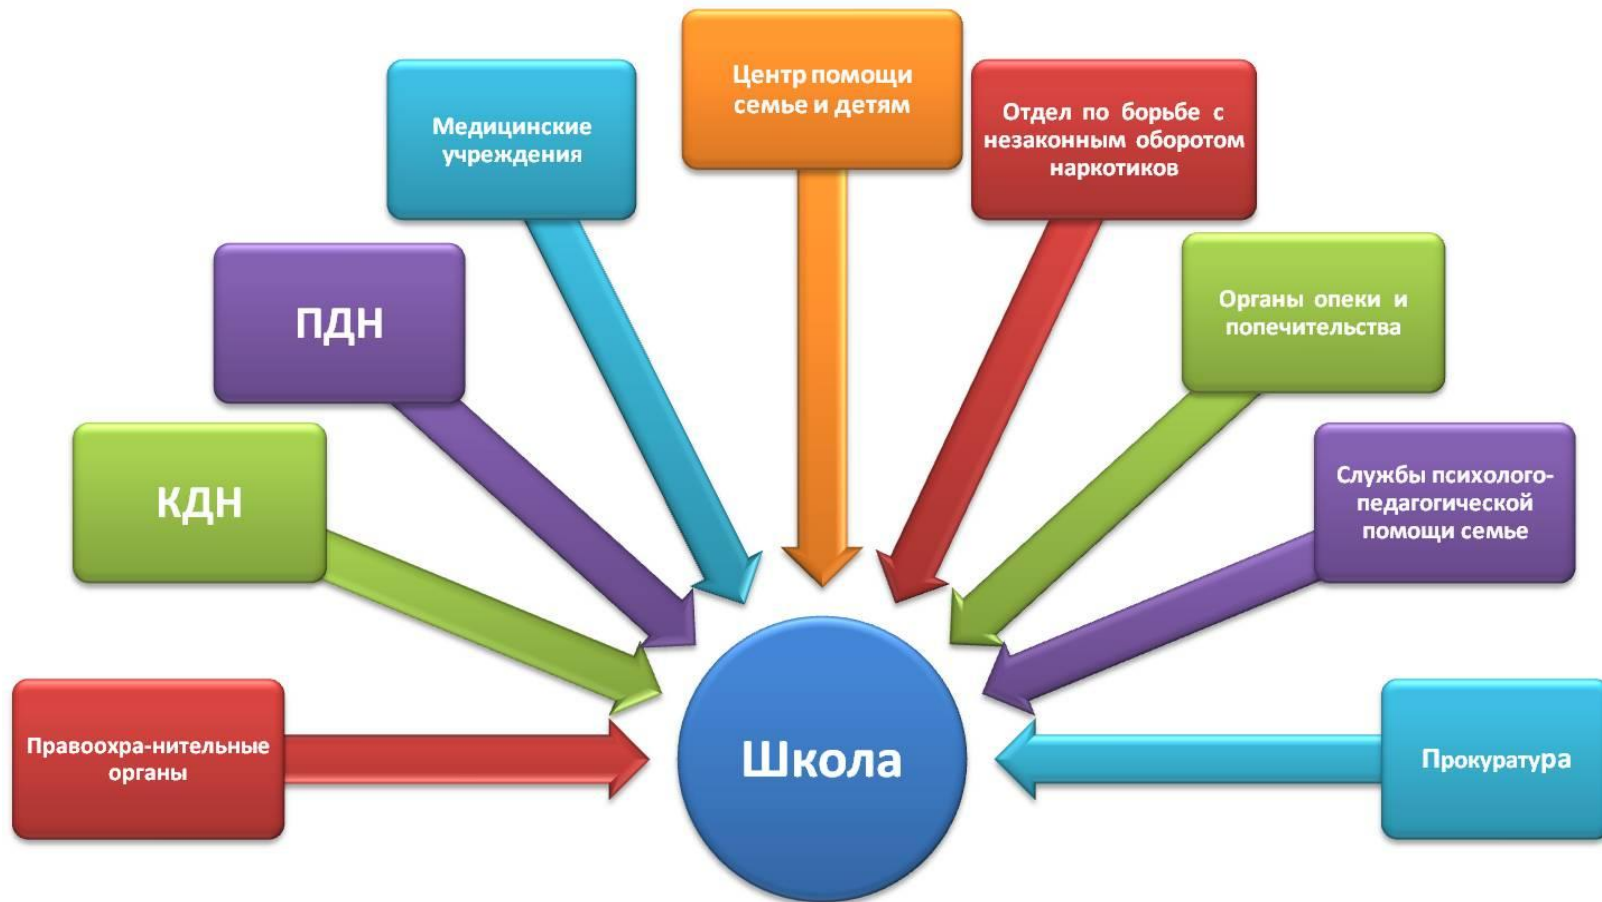 Центр помощи
семье и детям
Медицинские
учреждения
Отдел по борьбе с
незаконным оборотом
наркотиков
ПДН
Органы опеки и
попечительства
КДН
Службы психолого-
педагогической
помощи семье
Правоохра-нительные
органы
Школа
Прокуратура